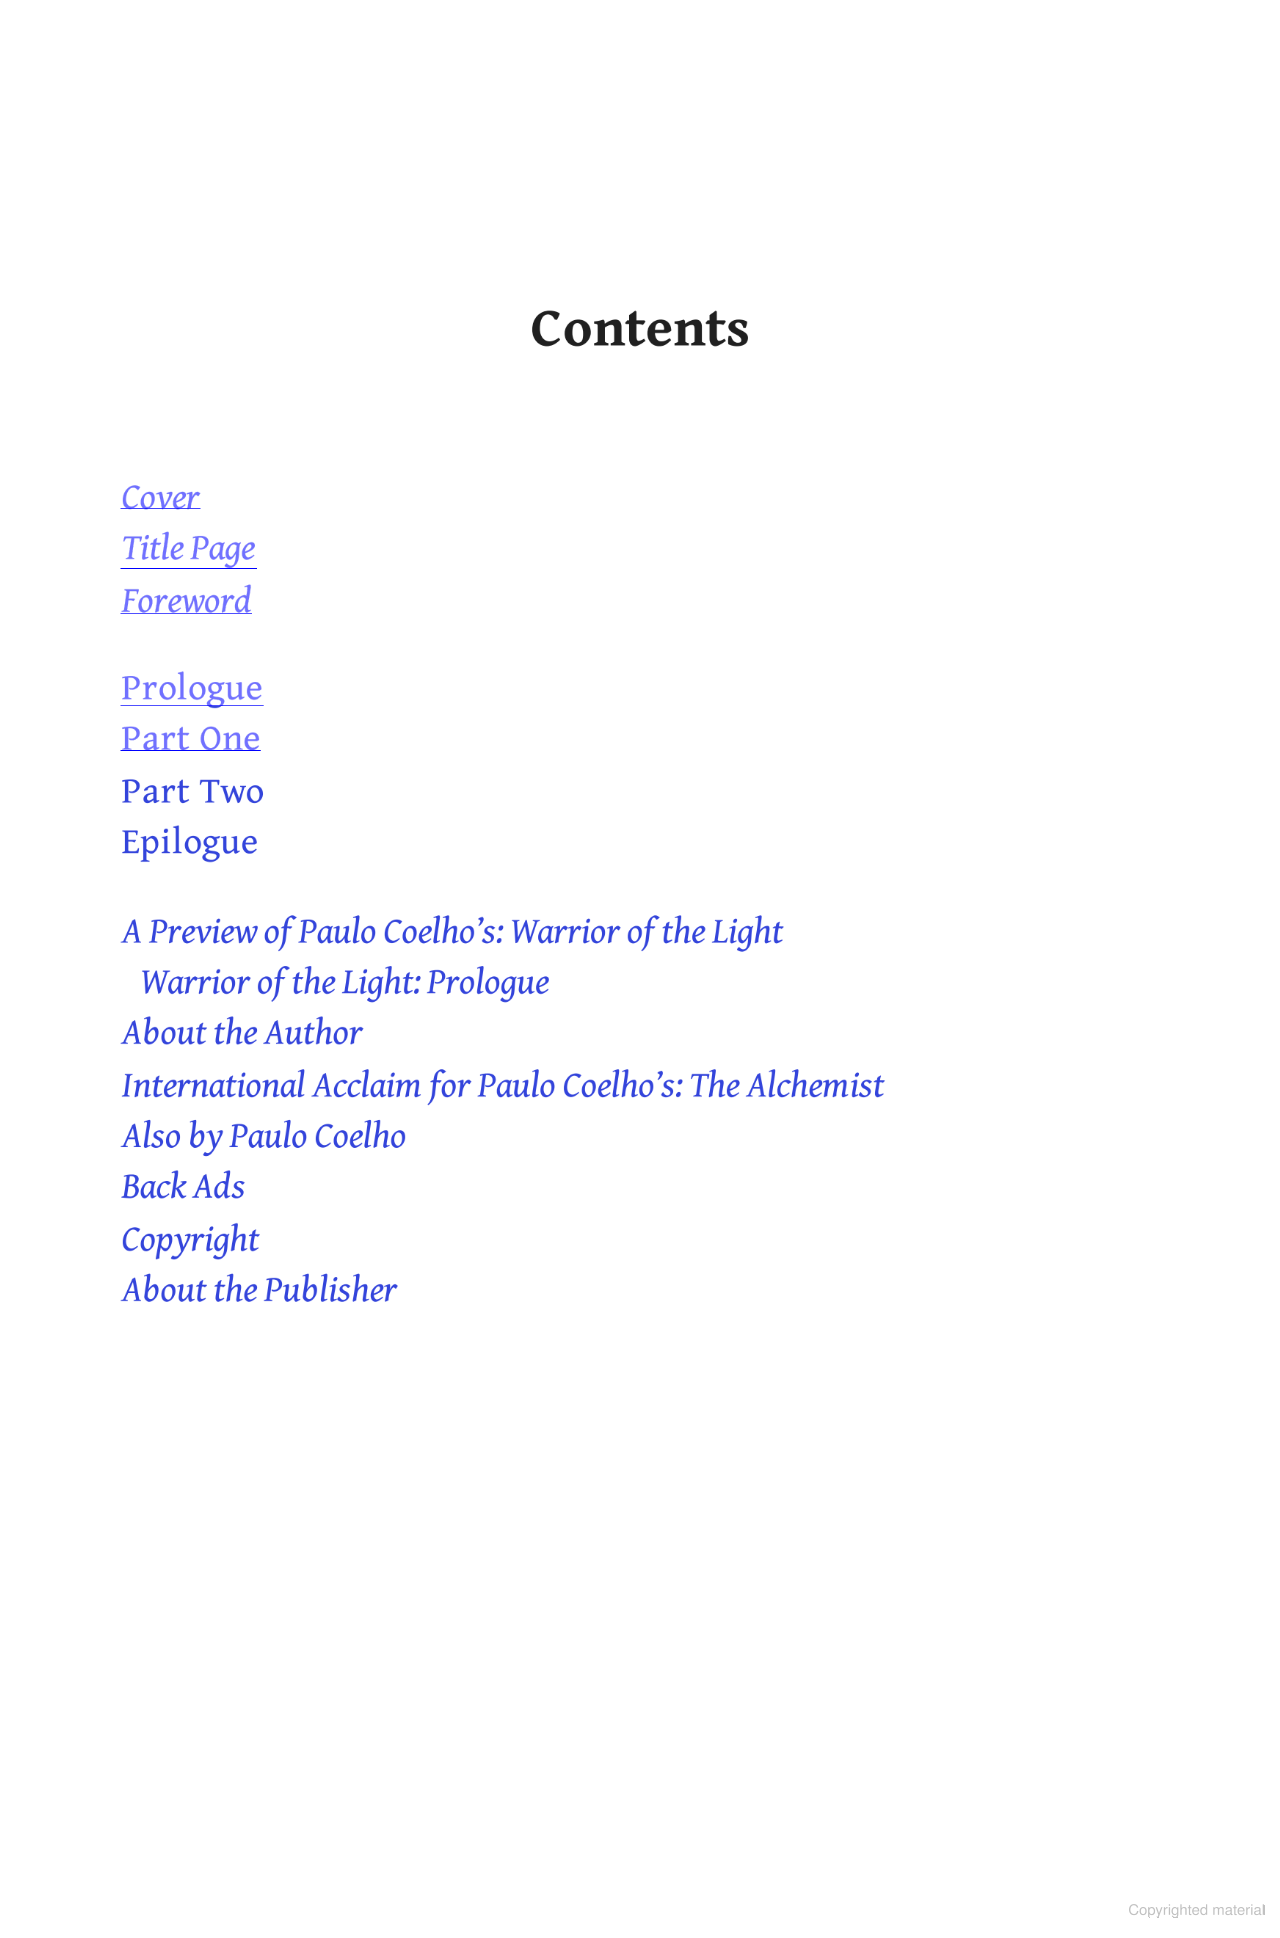 Contents
Cover
Title Page
Foreword
Prologue
Part One
Part Two
Epilogue
A Preview of Paulo Coelho’s: Warrior of the Light
Warrior of the Light: Prologue
About the Author
International Acclaim for Paulo Coelho’s: The Alchemist
Also by Paulo Coelho
Back Ads
Copyright
About the Publisher
Copyrighted material